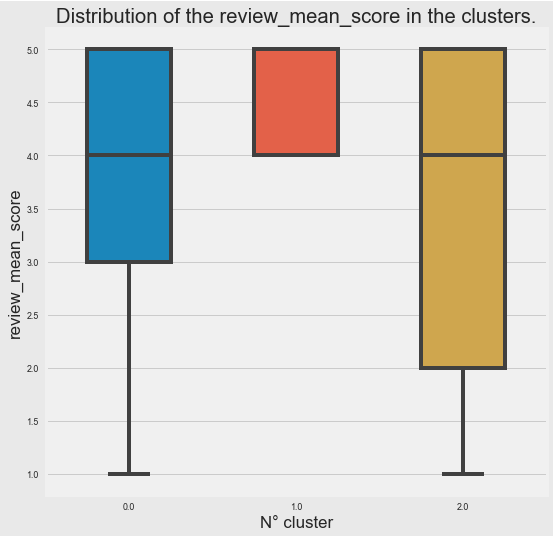 Distribution of the review_mean_score in the clusters.
5.0
4.5
4.0
3.5
3.0
2.5
2.0
1.5
1.0
review_mean_score
0.0 1.0 2.0
N° cluster